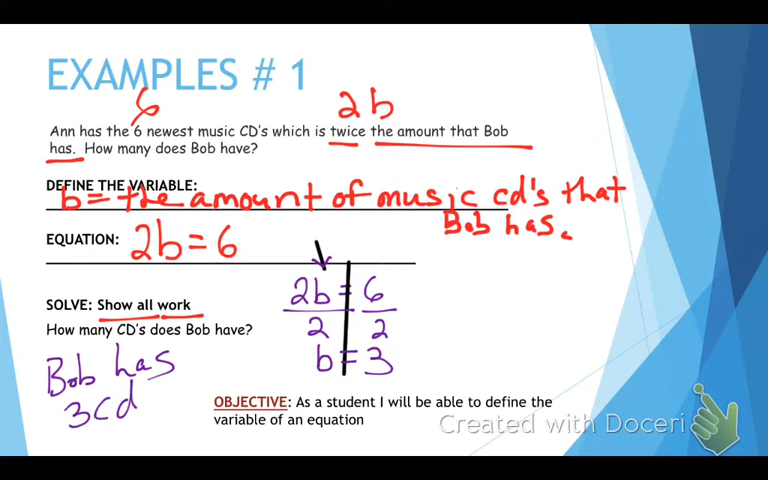 EXAMPLES # 1
6 2b
Ann has the 6 newest music CD's which is twice the amount that Bob
has. How many does Bob have?
DEFINE THE VARIABLE:
b = the amount of music cd's that
Bob has.
EQUATION: 2b = 6
2b = 6
2 2
b = 3
SOLVE: Show all work
How many CD's does Bob have?
Bob has
3 cd
OBJECTIVE: As a student I will be able to define the
variable of an equation
Created with Doceri